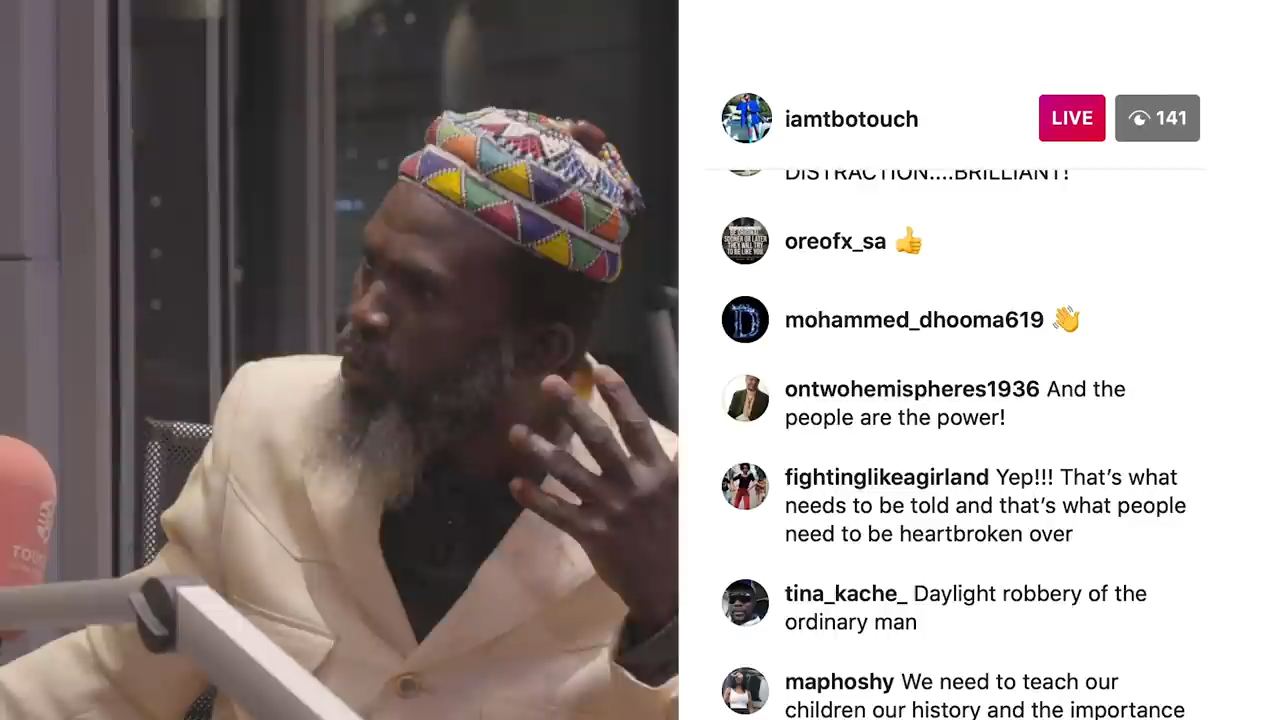 iamtbotouch
LIVE
141
DISTRACTION....BRILLIANT!
oreofx_sa 👍
mohammed_dhooma619 👋
ontwohemispheres1936 And the
people are the power!
fightinglikeagirland Yep!!! That’s what
needs to be told and that’s what people
need to be heartbroken over
tina_kache_ Daylight robbery of the
ordinary man
maphoshy We need to teach our
children our history and the importance